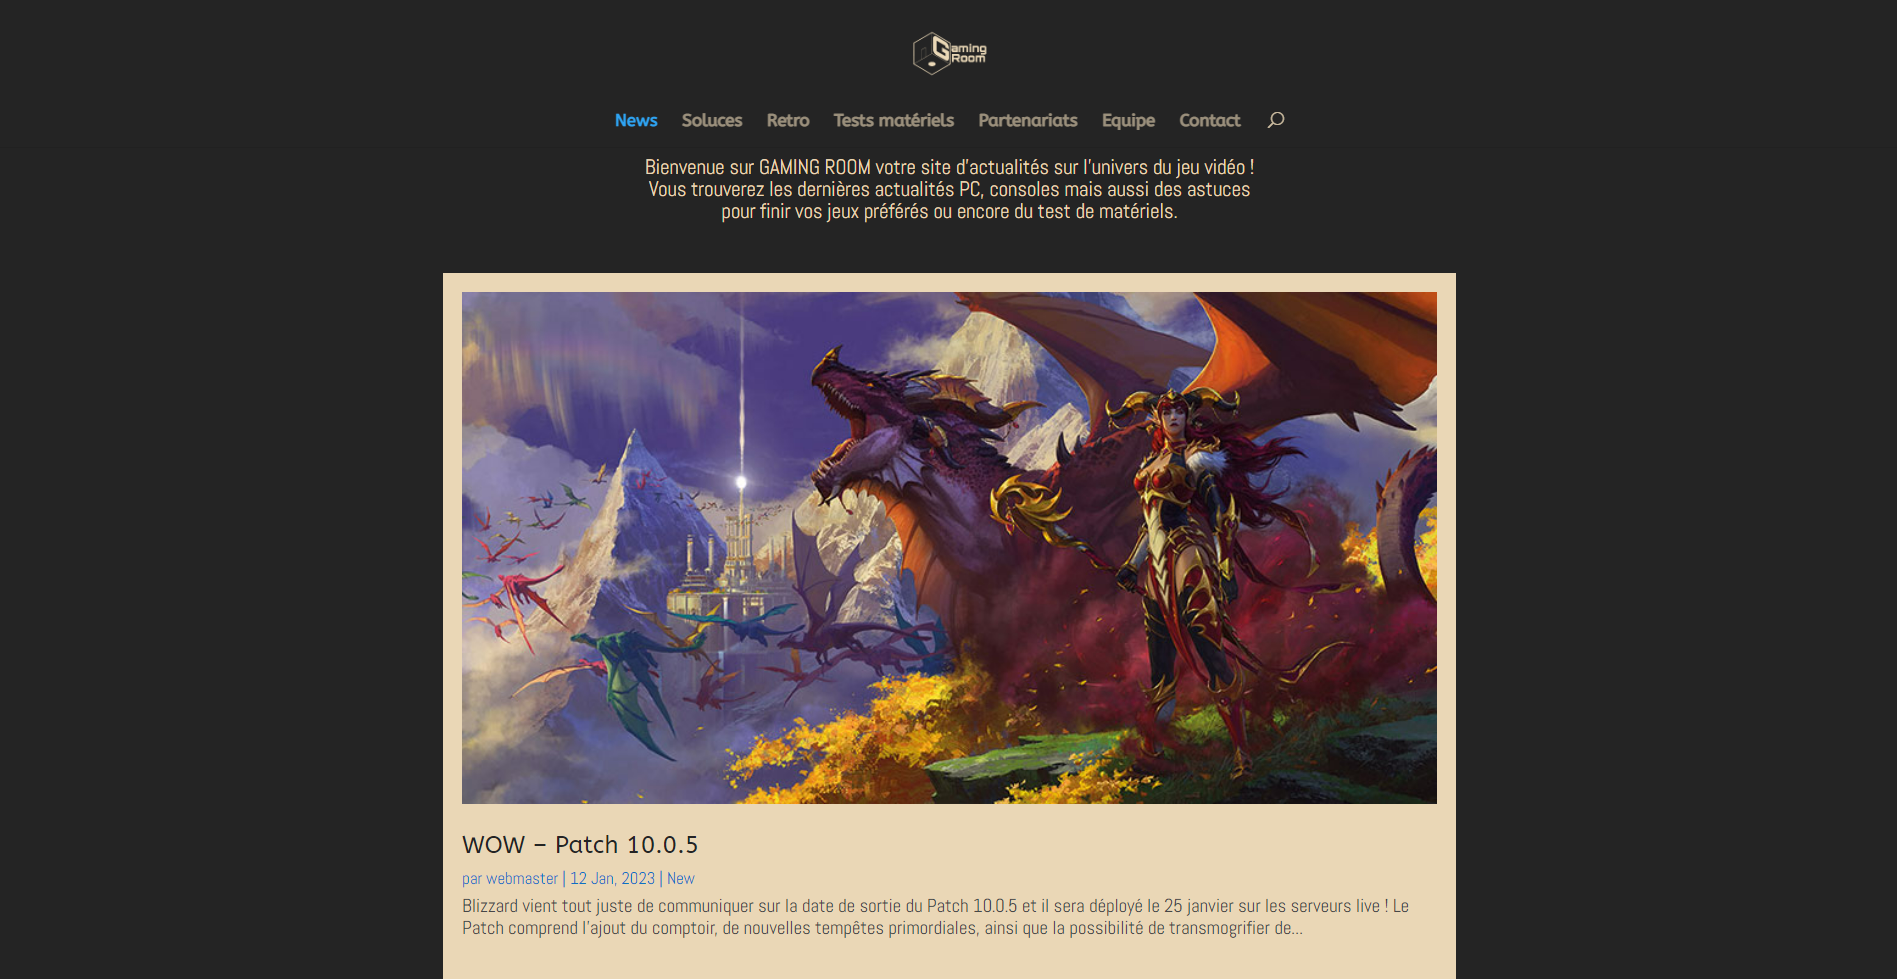 Gaming
Room
News Soluces Retro Tests matériels Partenariats Equipe Contact
Bienvenue sur GAMING ROOM votre site d'actualités sur l'univers du jeu vidéo !
Vous trouverez les dernières actualités PC, consoles mais aussi des astuces
pour finir vos jeux préférés ou encore du test de matériels.
WOW – Patch 10.0.5
par webmaster | 12 Jan, 2023 | New
Blizzard vient tout juste de communiquer sur la date de sortie du Patch 10.0.5 et il sera déployé le 25 janvier sur les serveurs live ! Le
Patch comprend l'ajout du comptoir, de nouvelles tempêtes primordiales, ainsi que la possibilité de transmogrifier de...